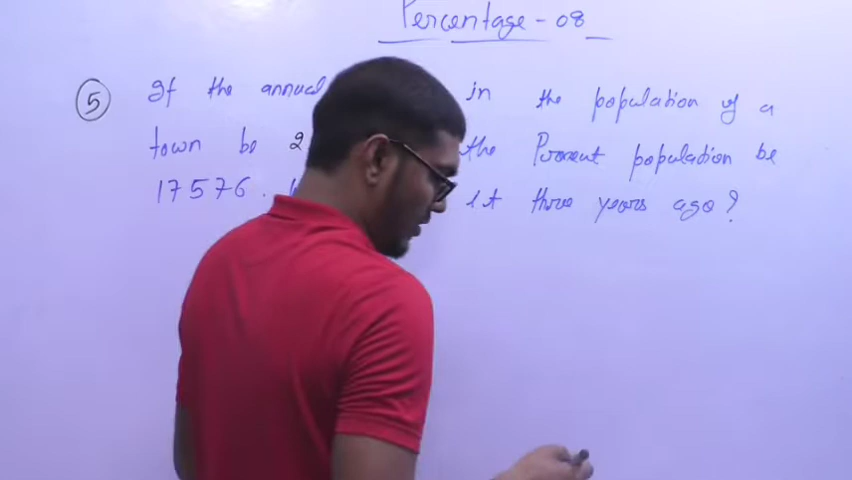 Percentage - 08
5 If the annual in the population of a
town be 2 the Present population be
17576. it three years ago?